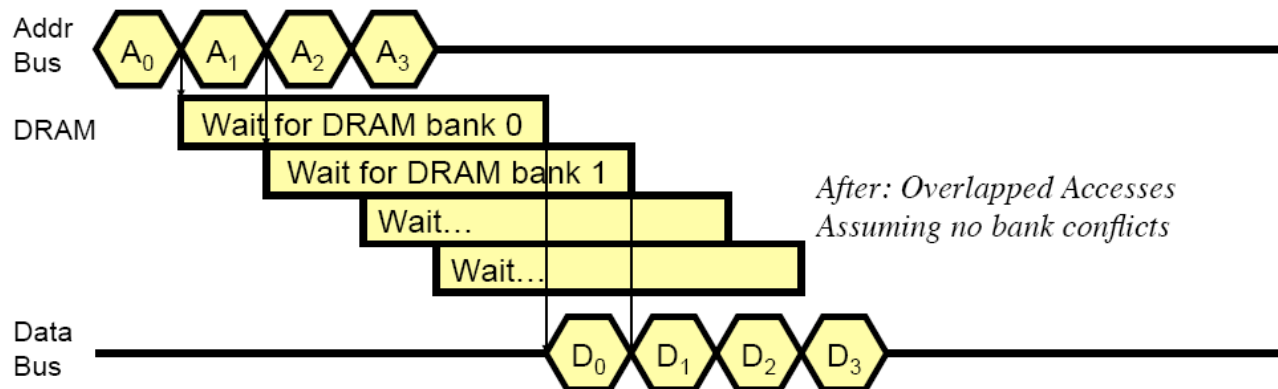 Addr
Bus
A0 A1 A2 A3
DRAM
Wait for DRAM bank 0
Wait for DRAM bank 1
Wait…
Wait…
After: Overlapped Accesses
Assuming no bank conflicts
Data
Bus
D0 D1 D2 D3